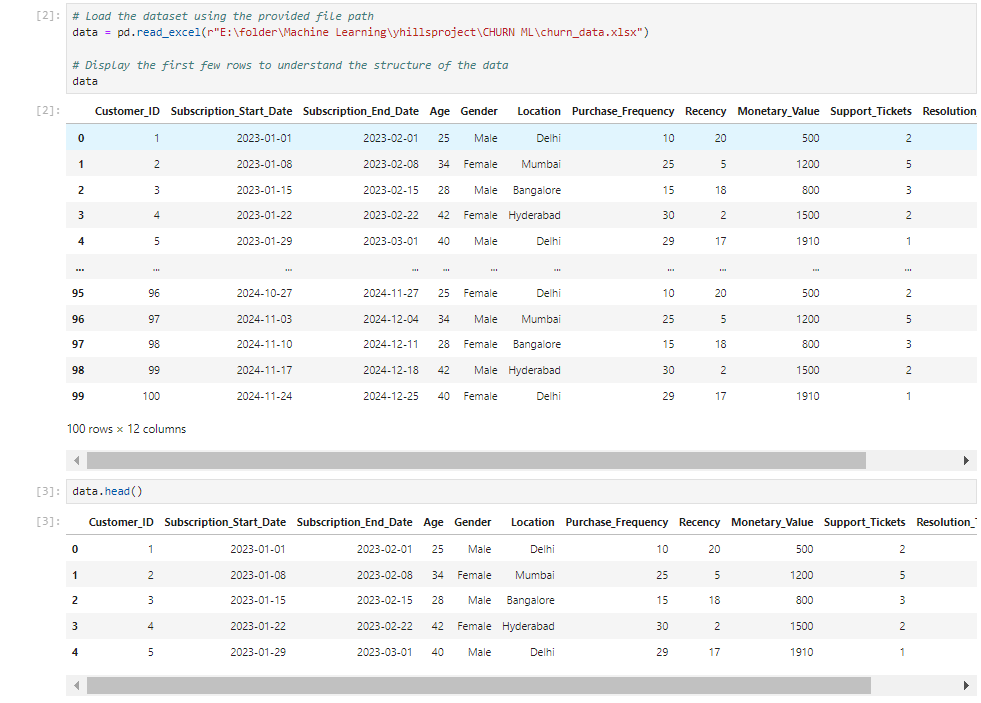 [2]: # Load the dataset using the provided file path
data = pd.read_excel(r"E:\folder\Machine Learning\yhillsproject\CHURN ML\churn_data.xlsx")
# Display the first few rows to understand the structure of the data
data
[2]: Customer_ID Subscription_Start_Date Subscription_End_Date Age Gender Location Purchase_Frequency Recency Monetary_Value Support_Tickets Resolution
0 1 2023-01-01 2023-02-01 25 Male Delhi 10 20 500 2
1 2 2023-01-08 2023-02-08 34 Female Mumbai 25 5 1200 5
2 3 2023-01-15 2023-02-15 28 Male Bangalore 15 18 800 3
3 4 2023-01-22 2023-02-22 42 Female Hyderabad 30 2 1500 2
4 5 2023-01-29 2023-03-01 40 Male Delhi 29 17 1910 1
... ... ... ... ... ... ... ... ... ... ...
95 96 2024-10-27 2024-11-27 25 Female Delhi 10 20 500 2
96 97 2024-11-03 2024-12-04 34 Male Mumbai 25 5 1200 5
97 98 2024-11-10 2024-12-11 28 Female Bangalore 15 18 800 3
98 99 2024-11-17 2024-12-18 42 Male Hyderabad 30 2 1500 2
99 100 2024-11-24 2024-12-25 40 Female Delhi 29 17 1910 1
100 rows × 12 columns
[3]: data.head()
[3]: Customer_ID Subscription_Start_Date Subscription_End_Date Age Gender Location Purchase_Frequency Recency Monetary_Value Support_Tickets Resolution_
0 1 2023-01-01 2023-02-01 25 Male Delhi 10 20 500 2
1 2 2023-01-08 2023-02-08 34 Female Mumbai 25 5 1200 5
2 3 2023-01-15 2023-02-15 28 Male Bangalore 15 18 800 3
3 4 2023-01-22 2023-02-22 42 Female Hyderabad 30 2 1500 2
4 5 2023-01-29 2023-03-01 40 Male Delhi 29 17 1910 1